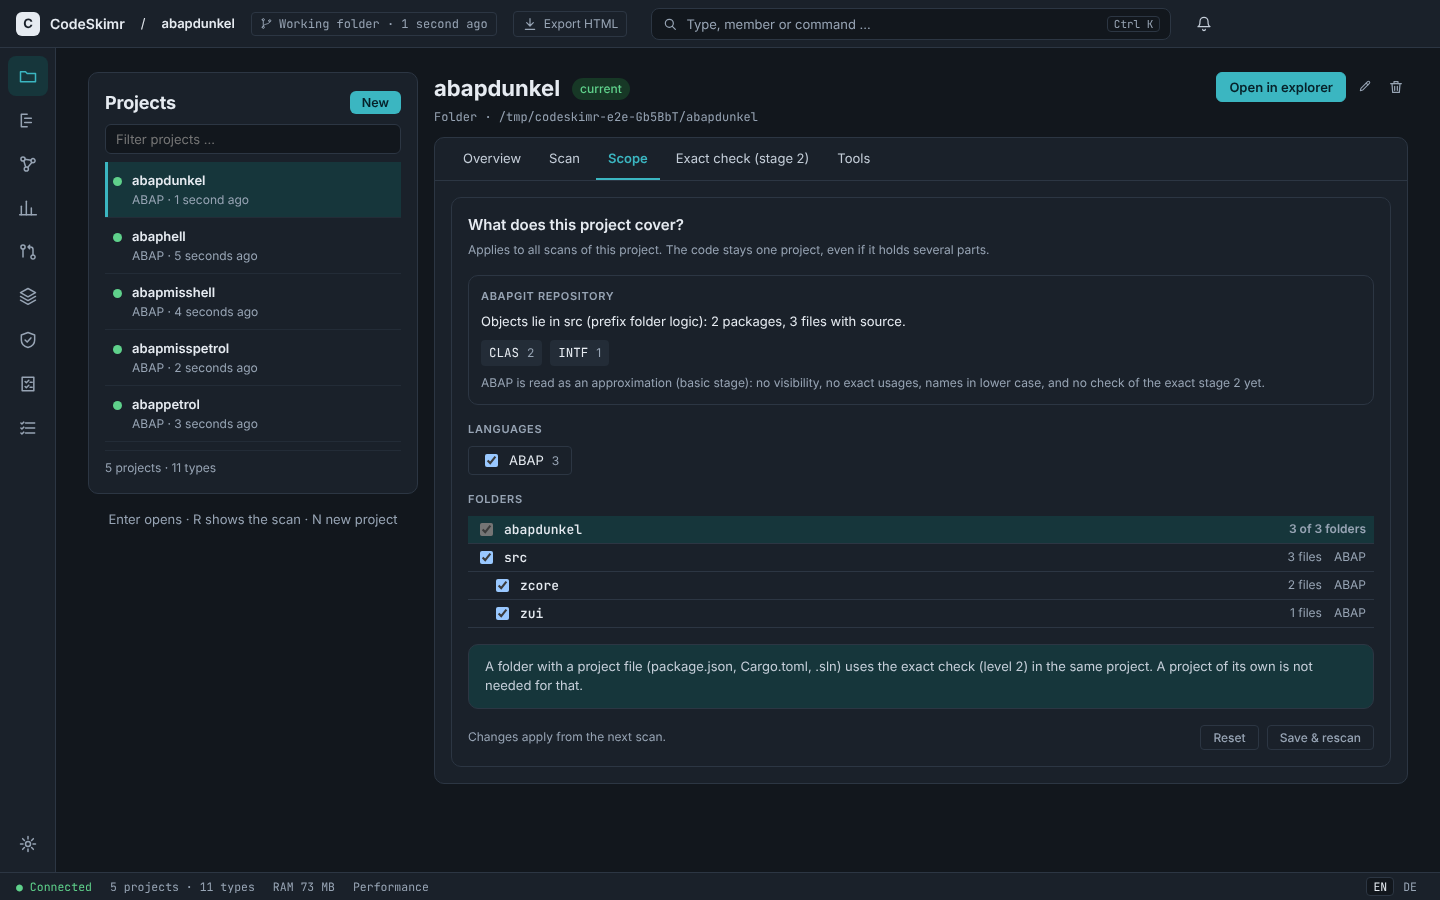 C CodeSkimr / abapdunkel Working folder · 1 second ago Export HTML Type, member or command ... Ctrl K
Projects
New
Filter projects ...
abapdunkel
ABAP · 1 second ago
abaphell
ABAP · 5 seconds ago
abapmisshell
ABAP · 4 seconds ago
abapmisspetrol
ABAP · 2 seconds ago
abappetrol
ABAP · 3 seconds ago
5 projects · 11 types
Enter opens · R shows the scan · N new project
abapdunkel current
Open in explorer
Folder · /tmp/codeskimr-e2e-Gb5BbT/abapdunkel
Overview Scan Scope Exact check (stage 2) Tools
What does this project cover?
Applies to all scans of this project. The code stays one project, even if it holds several parts.
ABAPGIT REPOSITORY
Objects lie in src (prefix folder logic): 2 packages, 3 files with source.
CLAS 2 INTF 1
ABAP is read as an approximation (basic stage): no visibility, no exact usages, names in lower case, and no check of the exact stage 2 yet.
LANGUAGES
ABAP 3
FOLDERS
abapdunkel 3 of 3 folders
src 3 files ABAP
zcore 2 files ABAP
zui 1 files ABAP
A folder with a project file (package.json, Cargo.toml, .sln) uses the exact check (level 2) in the same project. A project of its own is not
needed for that.
Changes apply from the next scan.
Reset Save & rescan
Connected 5 projects · 11 types RAM 73 MB Performance EN DE